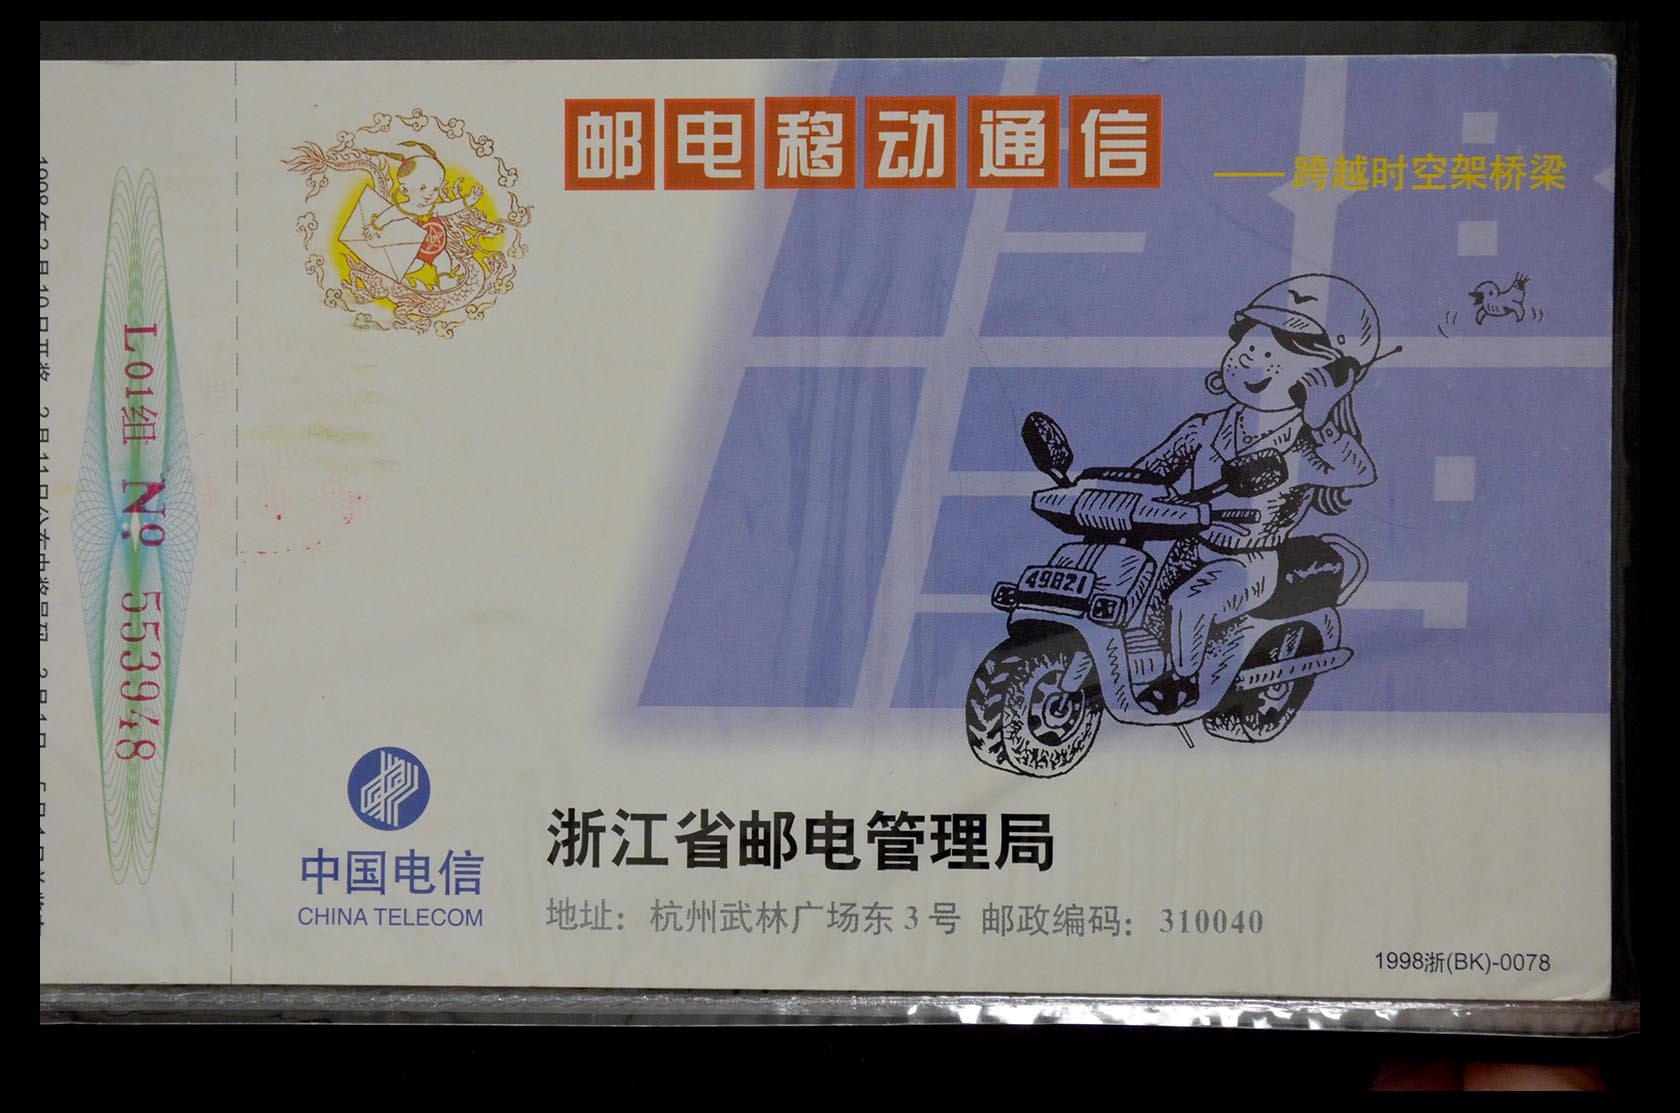 邮电移动通信
——跨越时空架桥梁
L01组 No 553948
49821
中国电信
CHINA TELECOM
浙江省邮电管理局
地址：杭州武林广场东3号 邮政编码：310040
1998浙(BK)-0078